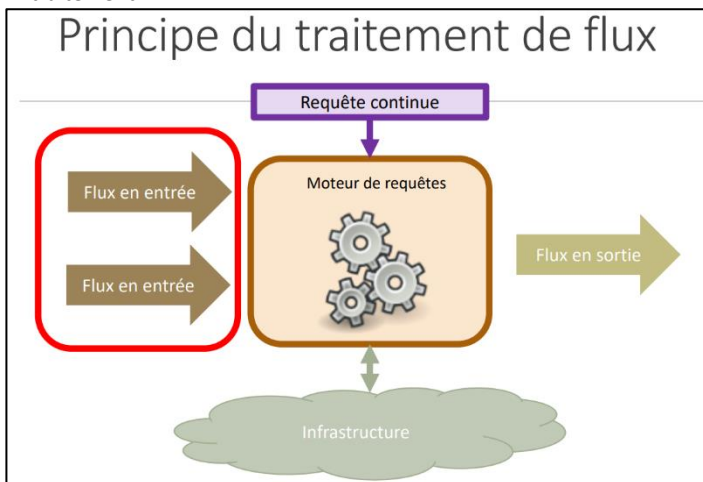 Principe du traitement de flux
Requête continue
Flux en entrée
Moteur de requêtes
Flux en entrée
Flux en sortie
Infrastructure